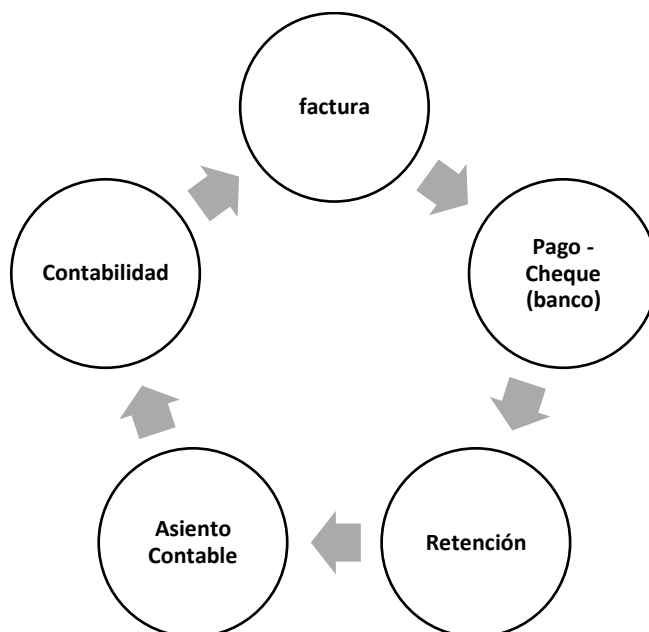 factura
Pago -
Cheque
(banco)
Retención
Asiento
Contable
Contabilidad